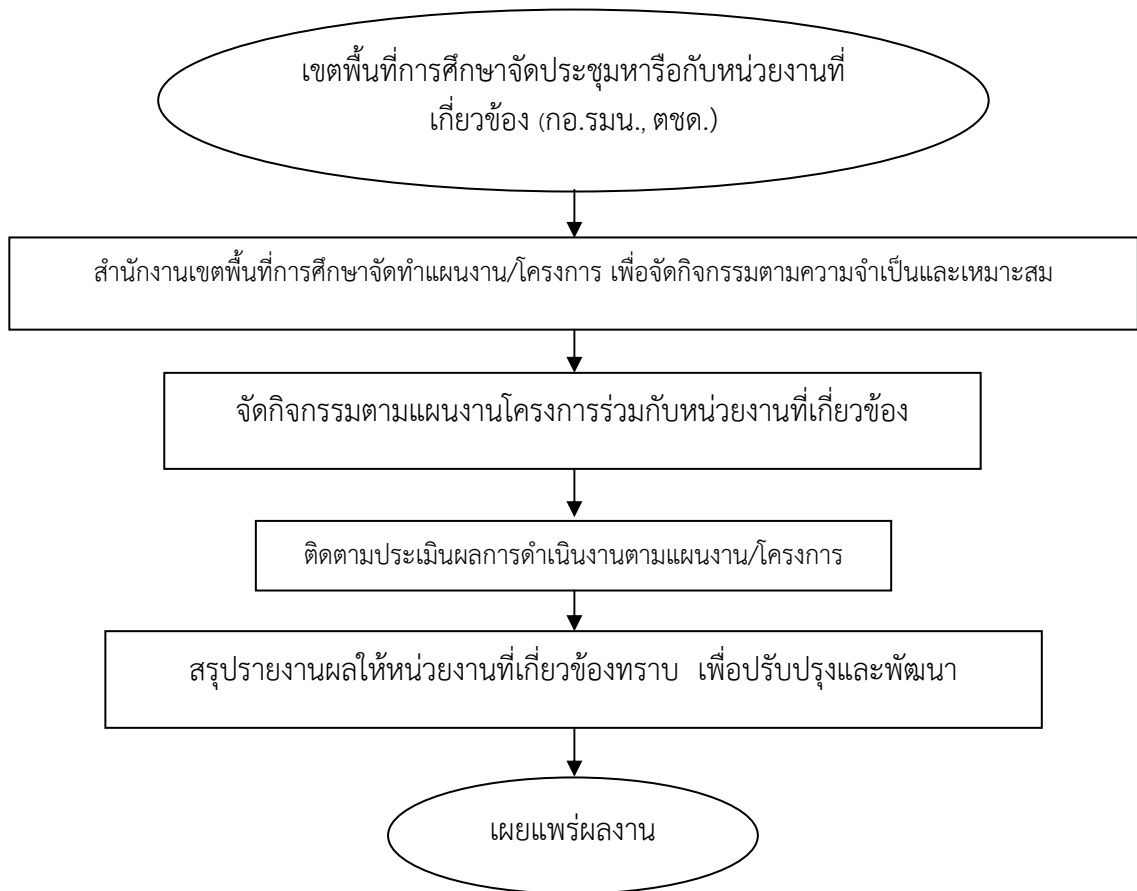 เขตพื้นที่การศึกษาจัดประชุมหารือกับหน่วยงานที่
เกี่ยวข้อง (กอ.รมน., ตชด.)
สำนักงานเขตพื้นที่การศึกษาจัดทำแผนงาน/โครงการ เพื่อจัดกิจกรรมตามความจำเป็นและเหมาะสม
จัดกิจกรรมตามแผนงานโครงการร่วมกับหน่วยงานที่เกี่ยวข้อง
ติดตามประเมินผลการดำเนินงานตามแผนงาน/โครงการ
สรุปรายงานผลให้หน่วยงานที่เกี่ยวข้องทราบ เพื่อปรับปรุงและพัฒนา
เผยแพร่ผลงาน